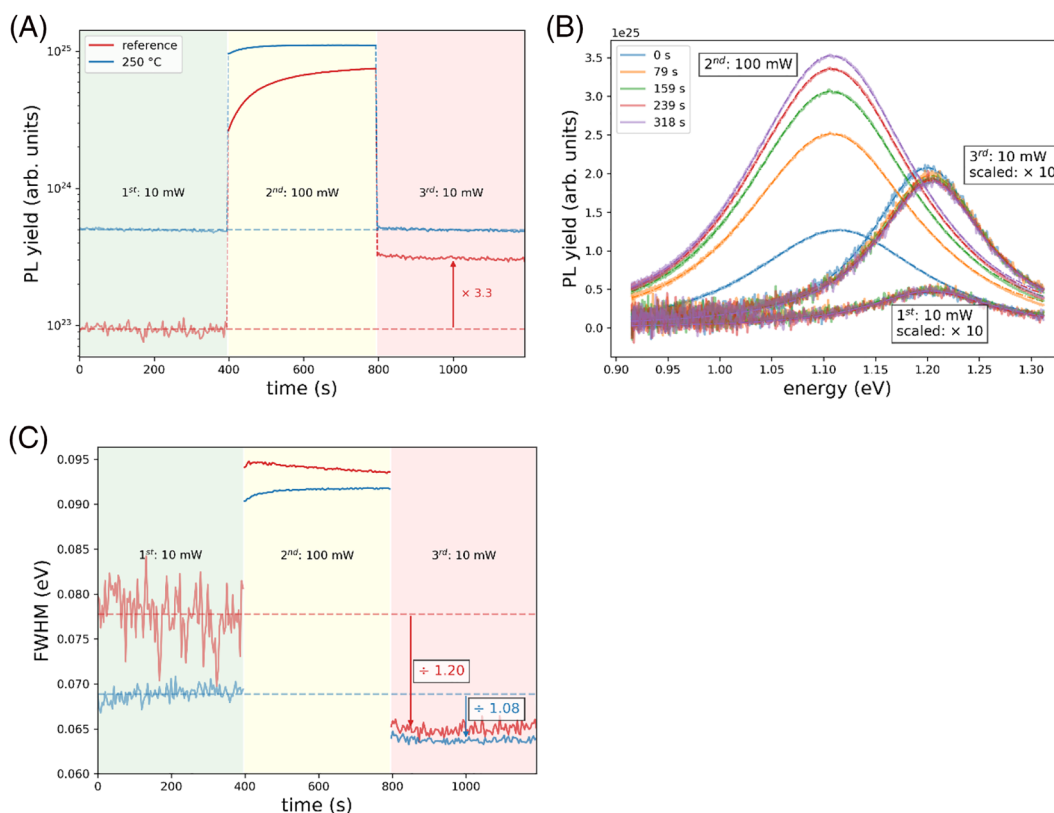 (A)
reference
250 °C
1st: 10 mW
2nd: 100 mW
3rd: 10 mW
× 3.3
PL yield (arb. units)
10^25
10^24
10^23
0
200
400
600
800
1000
time (s)
(B)
1e25
0 s
79 s
159 s
239 s
318 s
2nd: 100 mW
3rd: 10 mW
scaled: × 10
1st: 10 mW
scaled: × 10
PL yield (arb. units)
3.5
3.0
2.5
2.0
1.5
1.0
0.5
0.0
0.90
0.95
1.00
1.05
1.10
1.15
1.20
1.25
1.30
energy (eV)
(C)
1st: 10 mW
2nd: 100 mW
3rd: 10 mW
÷ 1.20
÷ 1.08
FWHM (eV)
0.095
0.090
0.085
0.080
0.075
0.070
0.065
0.060
0
200
400
600
800
1000
time (s)